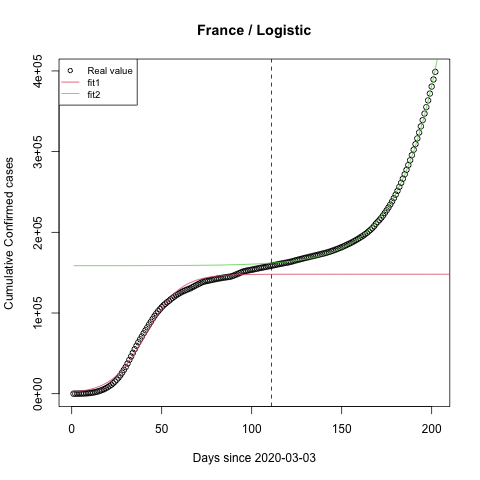 France / Logistic
Real value
fit1
fit2
Cumulative Confirmed cases
4e+05
3e+05
2e+05
1e+05
0e+00
0 50 100 150 200
Days since 2020-03-03